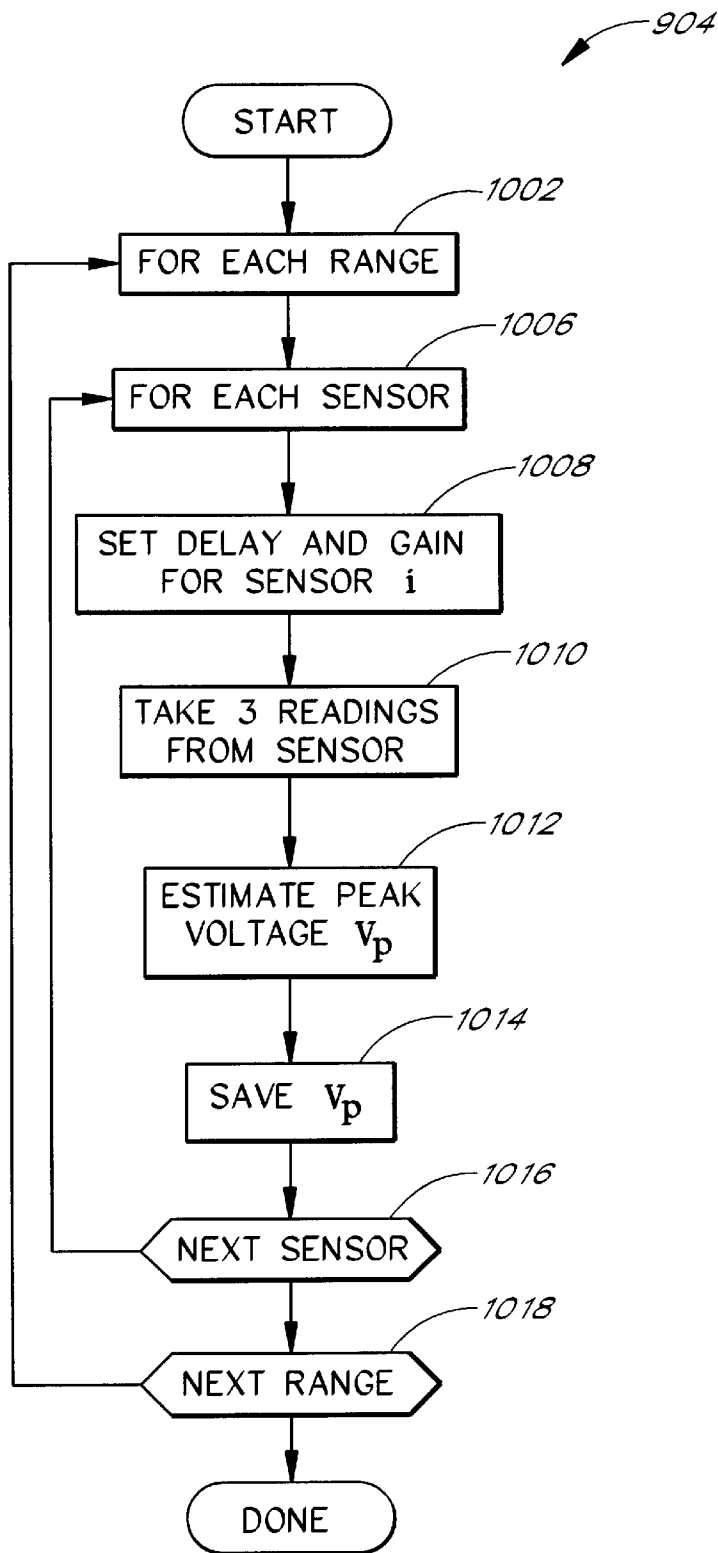 904
START
1002
FOR EACH RANGE
1006
FOR EACH SENSOR
1008
SET DELAY AND GAIN
FOR SENSOR i
1010
TAKE 3 READINGS
FROM SENSOR
1012
ESTIMATE PEAK
VOLTAGE Vp
1014
SAVE Vp
1016
NEXT SENSOR
1018
NEXT RANGE
DONE